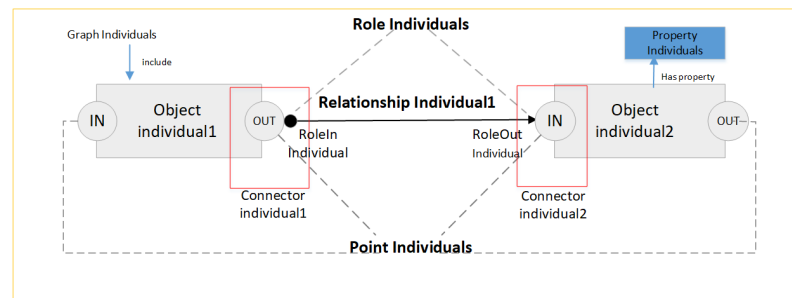 Role Individuals
Graph Individuals
include
Property
Individuals
Has property
IN
Object
individual1
OUT
Relationship Individual1
RoleIn
Individual
RoleOut
Individual
IN
Object
individual2
OUT
Connector
individual1
Connector
individual2
Point Individuals